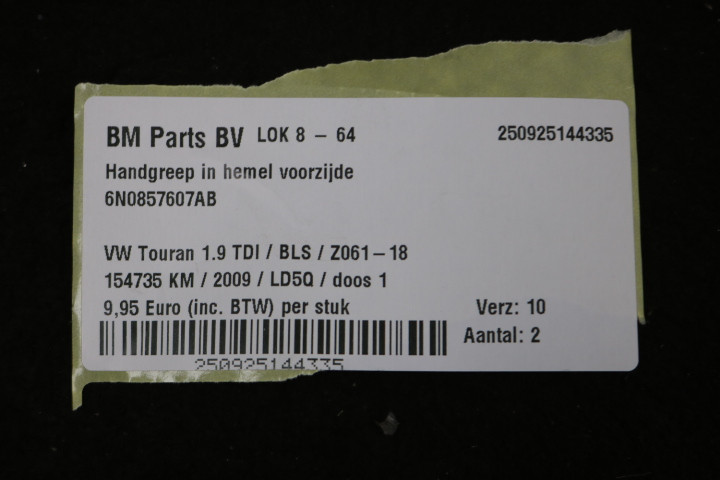 BM Parts BV LOK 8 - 64 250925144335
Handgreep in hemel voorzijde
6N0857607AB
VW Touran 1.9 TDI / BLS / Z061-18
154735 KM / 2009 / LD5Q / doos 1
9,95 Euro (inc. BTW) per stuk Verz: 10
Aantal: 2
250925144335